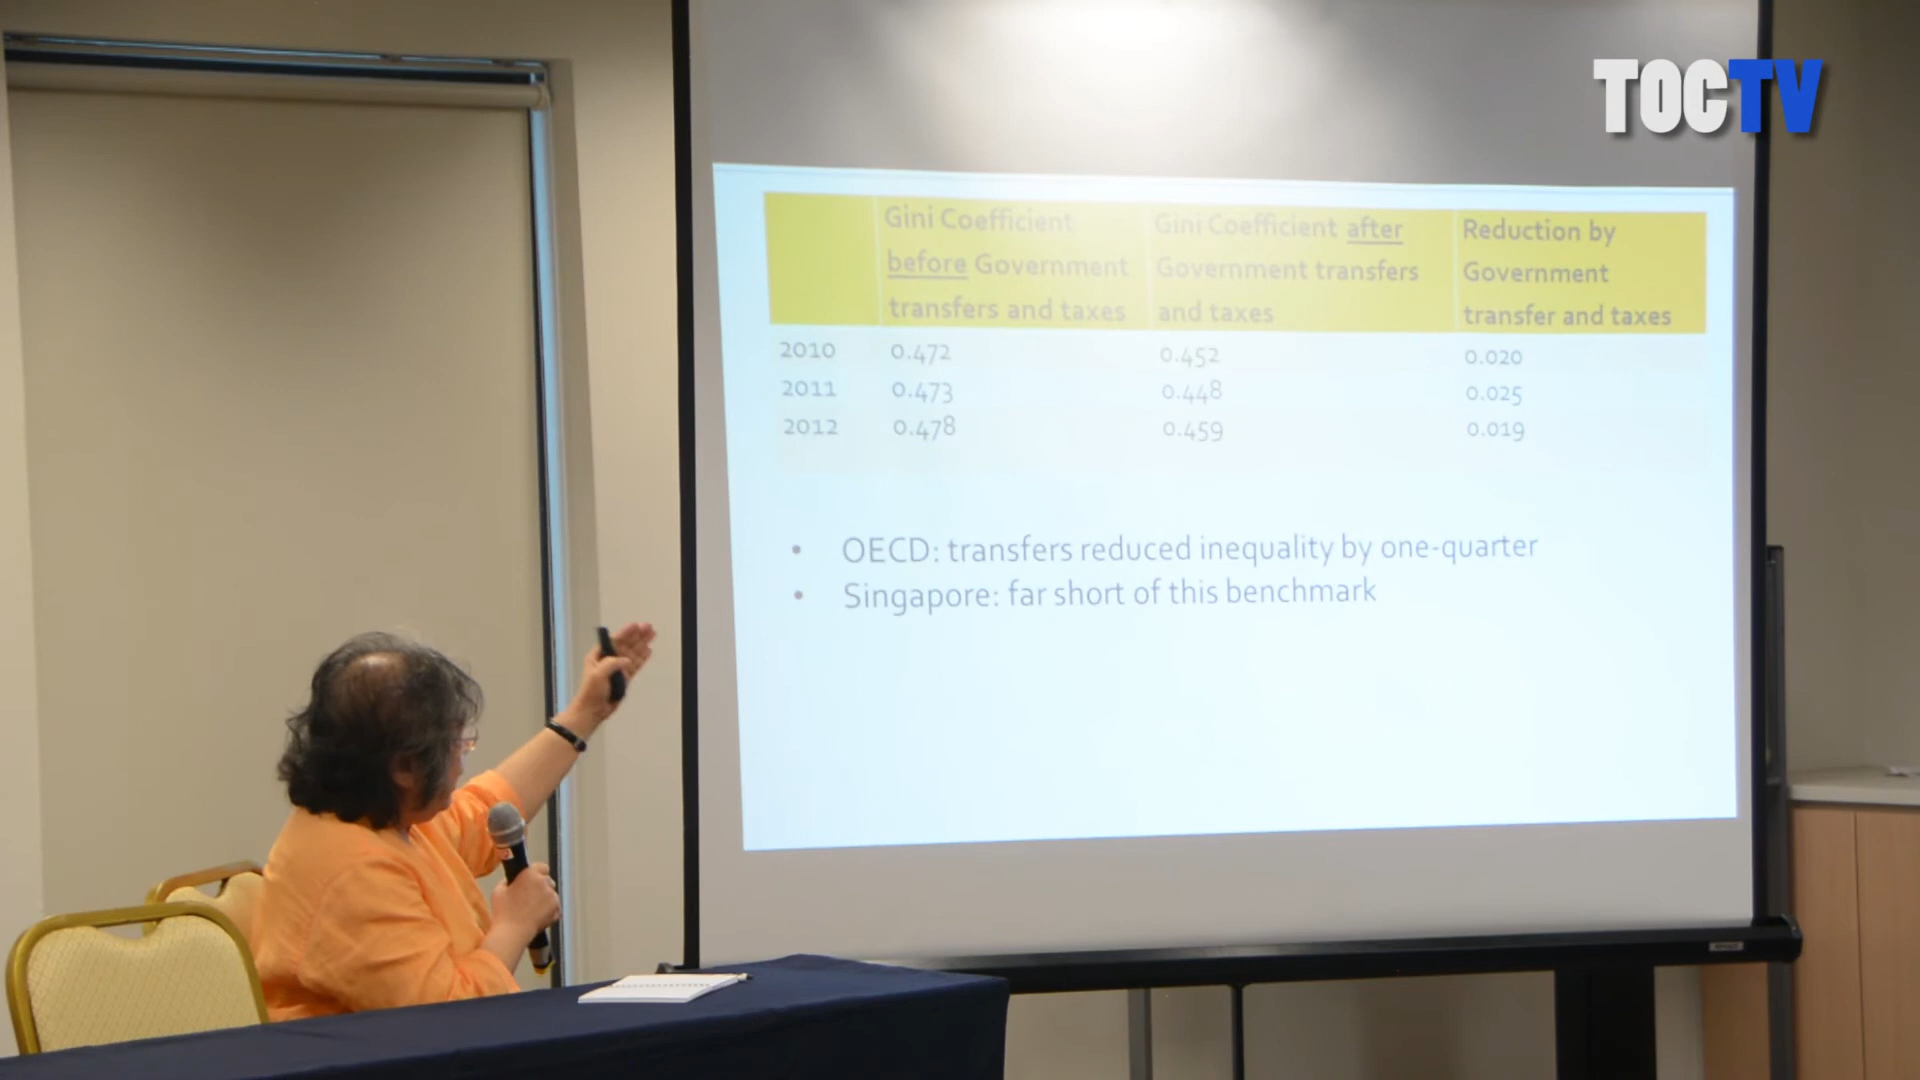 TOCTV
Gini Coefficient
before Government
transfers and taxes
Gini Coefficient after
Government transfers
and taxes
Reduction by
Government
transfer and taxes
2010 0.472 0.452 0.020
2011 0.473 0.448 0.025
2012 0.478 0.459 0.019
• OECD: transfers reduced inequality by one-quarter
• Singapore: far short of this benchmark